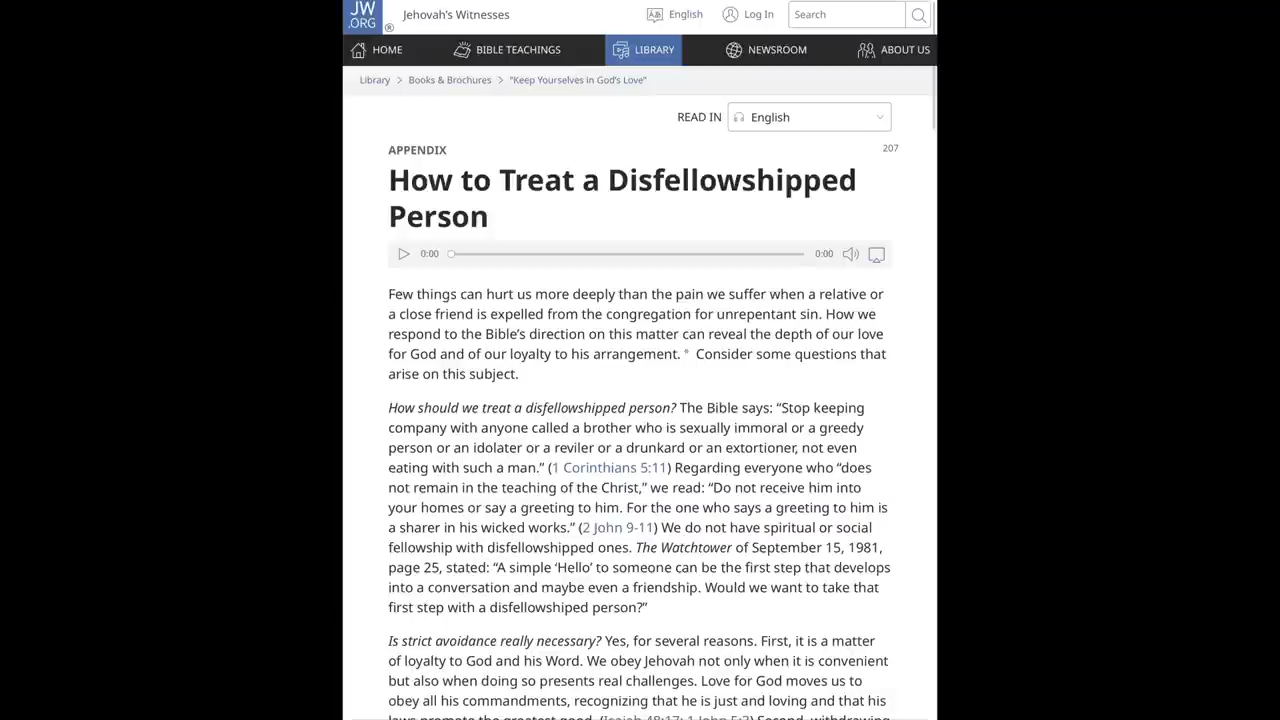 JW
.ORG
®
Jehovah's Witnesses
English
Log In
Search
HOME
BIBLE TEACHINGS
LIBRARY
NEWSROOM
ABOUT US
Library > Books & Brochures > "Keep Yourselves in God's Love"
READ IN
English
APPENDIX
207
How to Treat a Disfellowshipped
Person
0:00
0:00
Few things can hurt us more deeply than the pain we suffer when a relative or
a close friend is expelled from the congregation for unrepentant sin. How we
respond to the Bible's direction on this matter can reveal the depth of our love
for God and of our loyalty to his arrangement. * Consider some questions that
arise on this subject.
How should we treat a disfellowshipped person? The Bible says: “Stop keeping
company with anyone called a brother who is sexually immoral or a greedy
person or an idolater or a reviler or a drunkard or an extortioner, not even
eating with such a man.” (1 Corinthians 5:11) Regarding everyone who “does
not remain in the teaching of the Christ,” we read: “Do not receive him into
your homes or say a greeting to him. For the one who says a greeting to him is
a sharer in his wicked works.” (2 John 9-11) We do not have spiritual or social
fellowship with disfellowshipped ones. The Watchtower of September 15, 1981,
page 25, stated: “A simple ‘Hello’ to someone can be the first step that develops
into a conversation and maybe even a friendship. Would we want to take that
first step with a disfellowshiped person?”
Is strict avoidance really necessary? Yes, for several reasons. First, it is a matter
of loyalty to God and his Word. We obey Jehovah not only when it is convenient
but also when doing so presents real challenges. Love for God moves us to
obey all his commandments, recognizing that he is just and loving and that his
laws promote the greatest good. (Isaiah 48:17; 1 John 5:3) Second, withdrawing